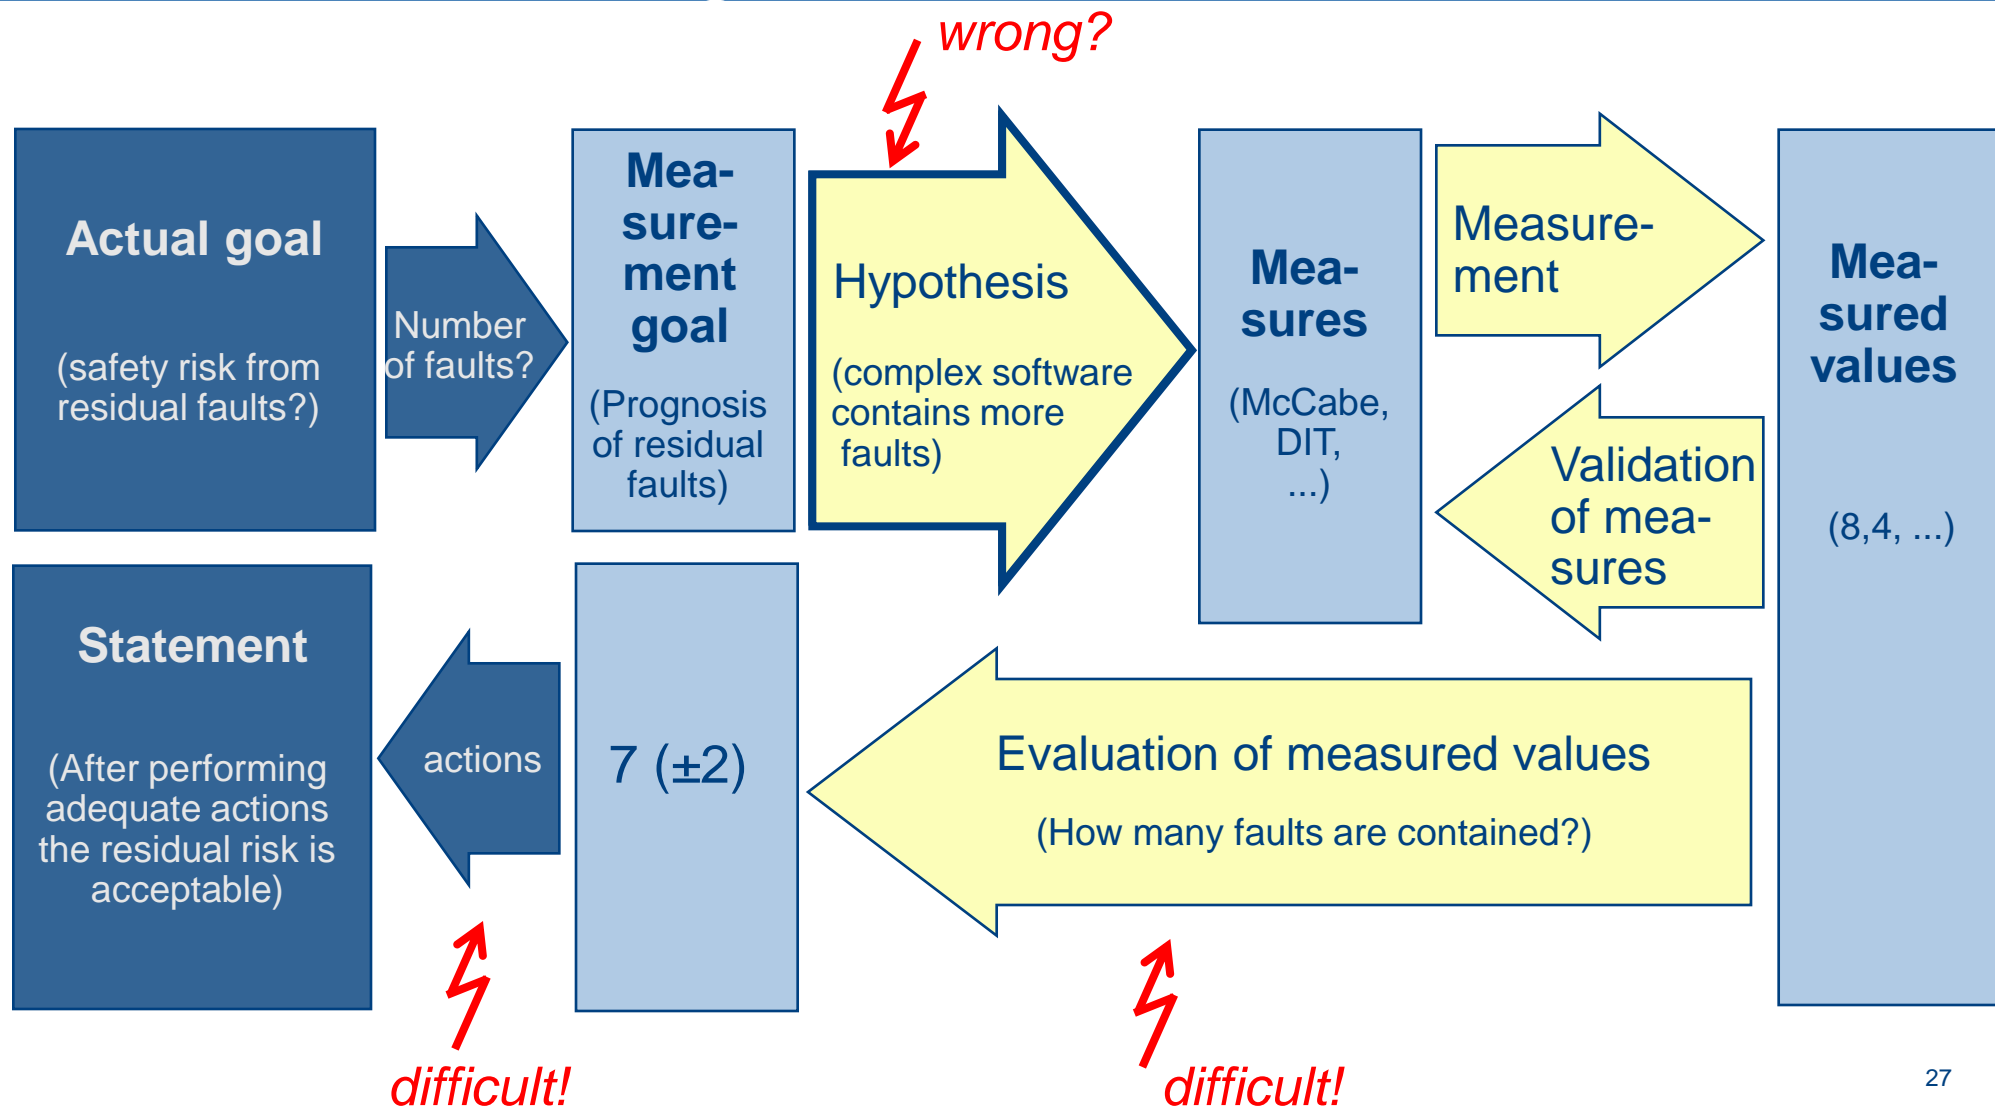 wrong?
Actual goal
(safety risk from
residual faults?)
Number
of faults?
Mea-
sure-
ment
goal
(Prognosis
of residual
faults)
Hypothesis
(complex software
contains more
faults)
Mea-
sures
(McCabe,
DIT,
...)
Measure-
ment
Validation
of mea-
sures
Mea-
sured
values
(8,4, ...)
Statement
(After performing
adequate actions
the residual risk is
acceptable)
actions
7 (±2)
Evaluation of measured values
(How many faults are contained?)
difficult!
difficult!
27